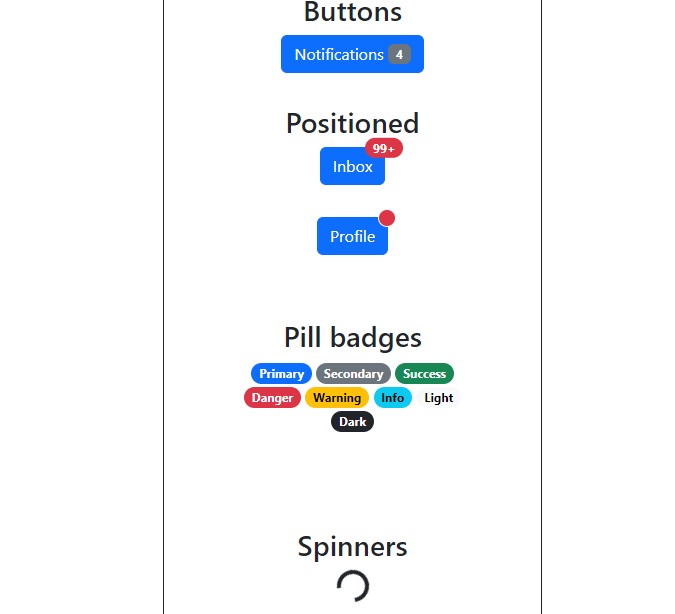 Buttons
Notifications 4
Positioned
99+
Inbox
Profile
Pill badges
Primary Secondary Success
Danger Warning Info Light
Dark
Spinners